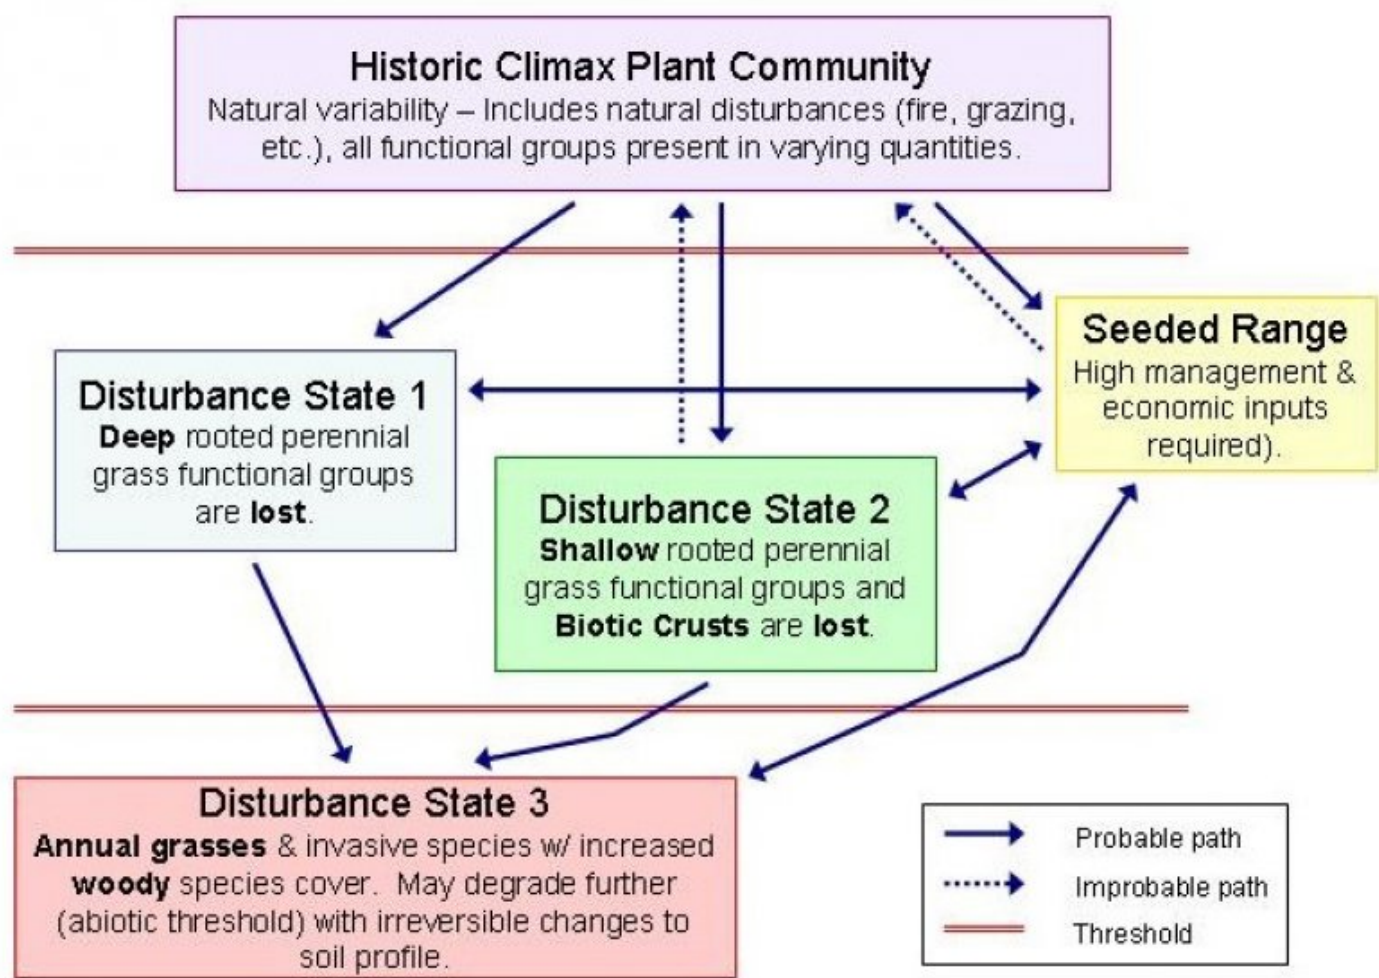 Historic Climax Plant Community
Natural variability – Includes natural disturbances (fire, grazing,
etc.), all functional groups present in varying quantities.
Seeded Range
High management &
economic inputs
required).
Disturbance State 1
Deep rooted perennial
grass functional groups
are lost.
Disturbance State 2
Shallow rooted perennial
grass functional groups and
Biotic Crusts are lost.
Disturbance State 3
Annual grasses & invasive species w/ increased
woody species cover. May degrade further
(abiotic threshold) with irreversible changes to
soil profile.
Probable path
Improbable path
Threshold